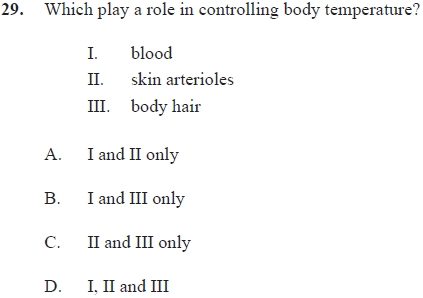 29. Which play a role in controlling body temperature?
I. blood
II. skin arterioles
III. body hair
A. I and II only
B. I and III only
C. II and III only
D. I, II and III